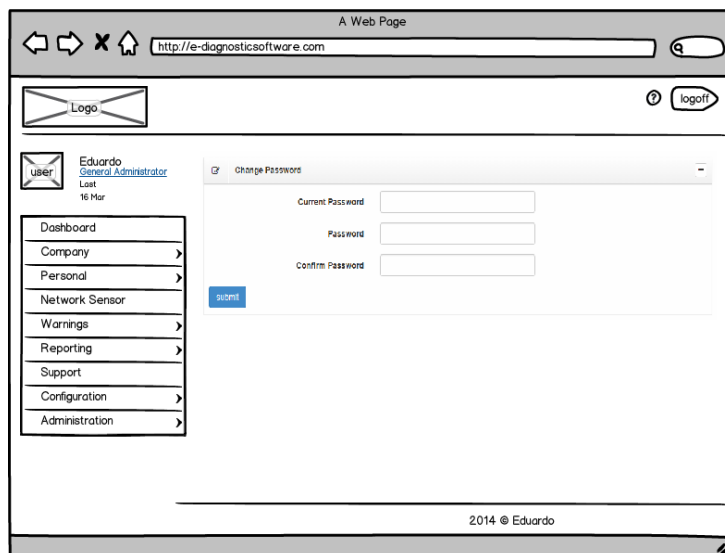 A Web Page
http://e-diagnosticsoftware.com
Logo
?
logoff
user
Eduardo
General Administrator
Last
16 Mar
Dashboard
Company
Personal
Network Sensor
Warnings
Reporting
Support
Configuration
Administration
Change Password
Current Password
Password
Confirm Password
submit
2014 © Eduardo